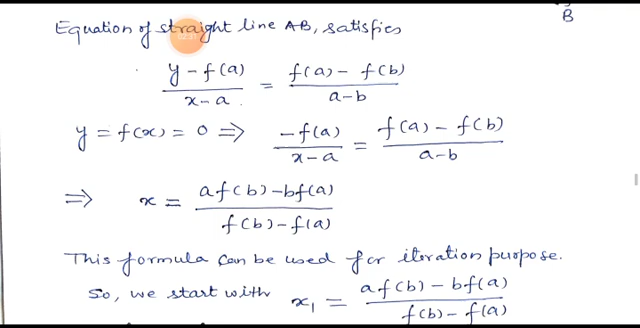 B
Equation of straight line AB, satisfies
y - f(a) / x - a = f(a) - f(b) / a - b
y = f(x) = 0 ⇒ -f(a) / x - a = f(a) - f(b) / a - b
⇒ x = af(b) - bf(a) / f(b) - f(a)
This formula can be used for iteration purpose.
So, we start with x₁ = af(b) - bf(a) / f(b) - f(a)